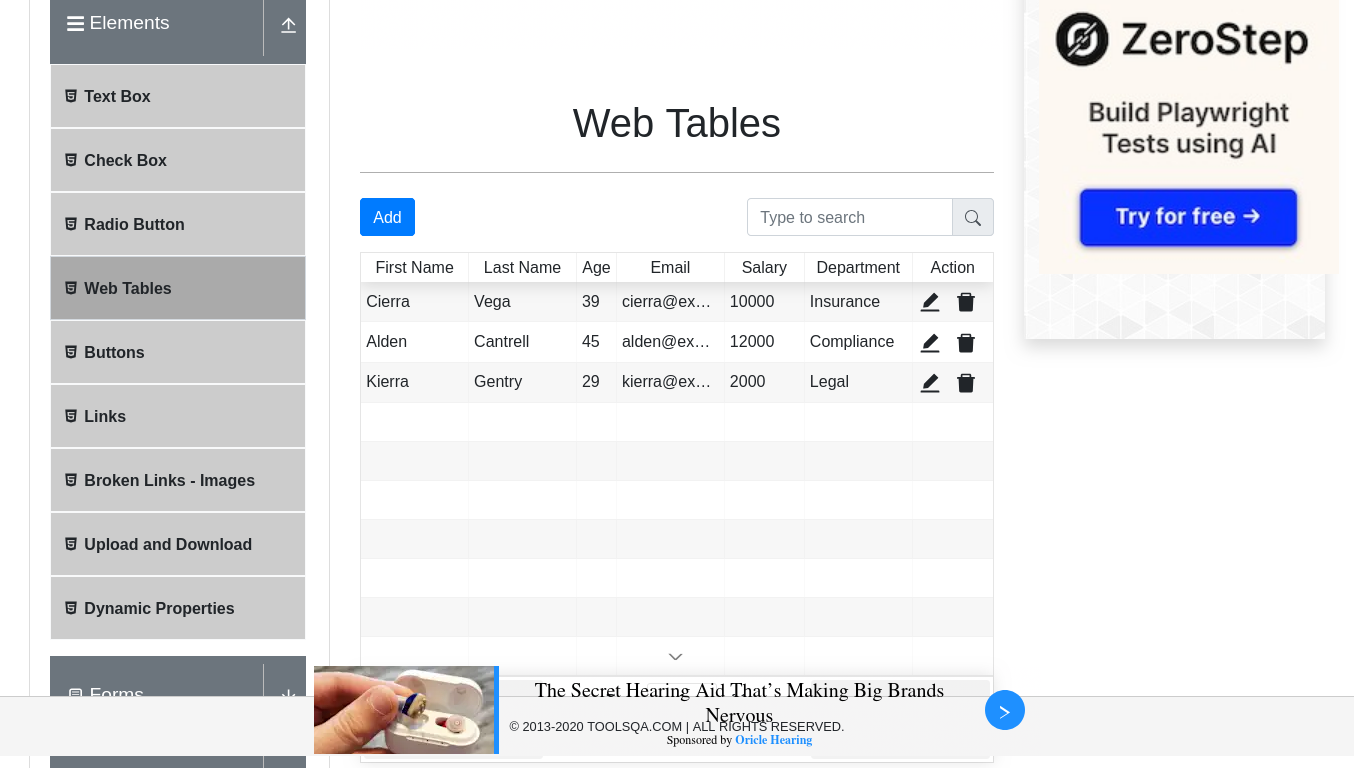 Elements
Text Box
Check Box
Radio Button
Web Tables
Buttons
Links
Broken Links - Images
Upload and Download
Dynamic Properties
Forms
Web Tables
Add
Type to search
First Name Last Name Age Email Salary Department Action
Cierra Vega 39 cierra@ex… 10000 Insurance
Alden Cantrell 45 alden@ex… 12000 Compliance
Kierra Gentry 29 kierra@ex… 2000 Legal
ZeroStep
Build Playwright
Tests using AI
Try for free →
The Secret Hearing Aid That's Making Big Brands
Nervous
© 2013-2020 TOOLSQA.COM | ALL RIGHTS RESERVED.
Sponsored by Oricle Hearing